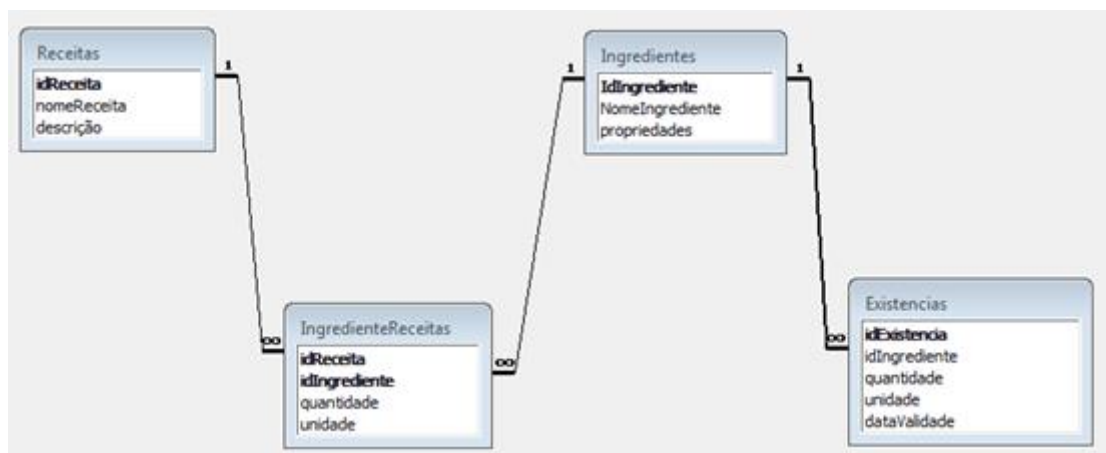 Receitas
idReceita
nomeReceita
descrição
1
Ingredientes
IdIngrediente
NomeIngrediente
propriedades
1
1
IngredienteReceitas
idReceita
idIngrediente
quantidade
unidade
∞
∞
Existencias
idExistencia
idIngrediente
quantidade
unidade
dataValidade
∞